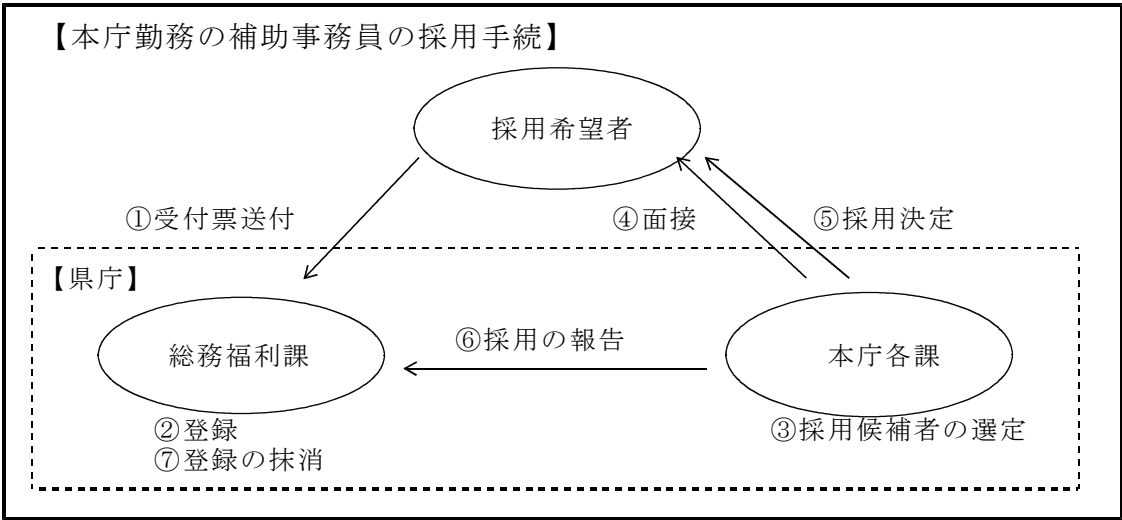 【本庁勤務の補助事務員の採用手続】
採用希望者
①受付票送付
④面接
⑤採用決定
【県庁】
総務福利課
⑥採用の報告
本庁各課
②登録
⑦登録の抹消
③採用候補者の選定